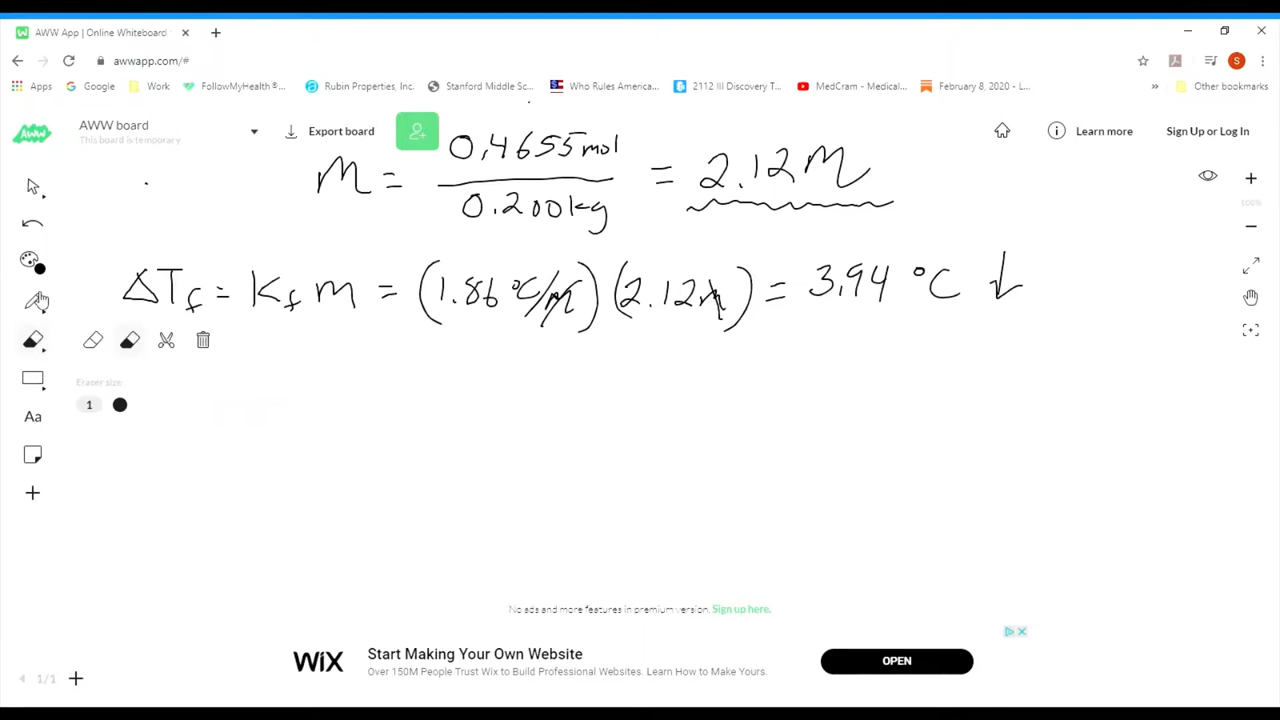 AWW App | Online Whiteboard
awwapp.com/#
Apps Google Work FollowMyHealth®... Rubin Properties, Inc. Stanford Middle Sc... Who Rules America... 2112 III Discovery T... MedCram - Medical... February 8, 2020 - L... » Other bookmarks
AWW
AWW board
This board is temporary
Export board
Learn more
Sign Up or Log In
m = 0.4655 mol / 0.200 kg = 2.12 m
100%
ΔTf = Kf m = (1.86 °C/m)(2.12 m) = 3.94 °C ↓
Eraser size
1
Aa
No ads and more features in premium version. Sign up here.
WiX
Start Making Your Own Website
Over 150M People Trust Wix to Build Professional Websites. Learn How to Make Yours.
OPEN
1/1